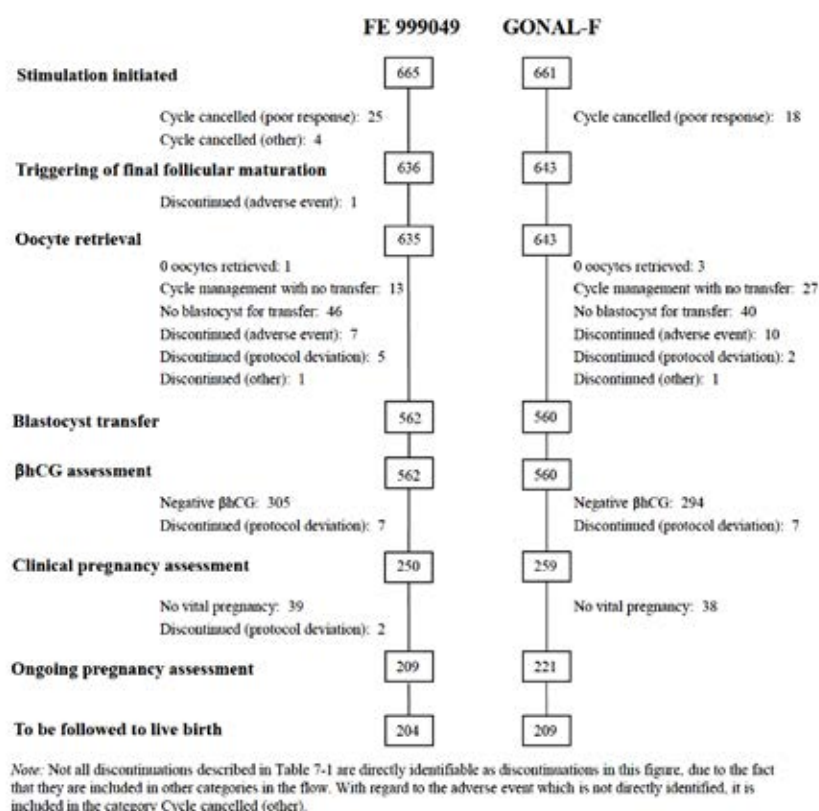 FE 999049 GONAL-F
Stimulation initiated 665 661
Cycle cancelled (poor response): 25 Cycle cancelled (poor response): 18
Cycle cancelled (other): 4
Triggering of final follicular maturation 636 643
Discontinued (adverse event): 1
Oocyte retrieval 635 643
0 oocytes retrieved: 1 0 oocytes retrieved: 3
Cycle management with no transfer: 13 Cycle management with no transfer: 27
No blastocyst for transfer: 46 No blastocyst for transfer: 40
Discontinued (adverse event): 7 Discontinued (adverse event): 10
Discontinued (protocol deviation): 5 Discontinued (protocol deviation): 2
Discontinued (other): 1 Discontinued (other): 1
Blastocyst transfer 562 560
βhCG assessment 562 560
Negative βhCG: 305 Negative βhCG: 294
Discontinued (protocol deviation): 7 Discontinued (protocol deviation): 7
Clinical pregnancy assessment 250 259
No vital pregnancy: 39 No vital pregnancy: 38
Discontinued (protocol deviation): 2
Ongoing pregnancy assessment 209 221
To be followed to live birth 204 209
Note: Not all discontinuations described in Table 7-1 are directly identifiable as discontinuations in this figure, due to the fact
that they are included in other categories in the flow. With regard to the adverse event which is not directly identified, it is
included in the category Cycle cancelled (other).